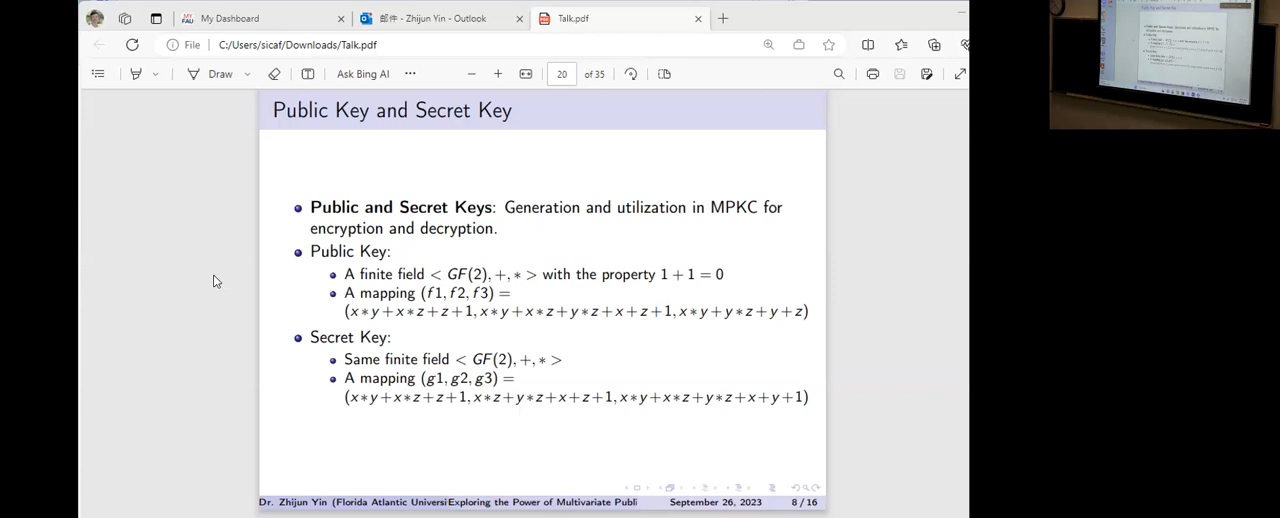 My Dashboard
邮件 - Zhijun Yin - Outlook
Talk.pdf
File C:/Users/sicaf/Downloads/Talk.pdf
Draw Ask Bing AI 20 of 35
Public Key and Secret Key
Public and Secret Keys: Generation and utilization in MPKC for
encryption and decryption.
Public Key:
A finite field < GF(2), +, * > with the property 1 + 1 = 0
A mapping (f1, f2, f3) =
(x*y+x*z+z+1, x*y+x*z+y*z+x+z+1, x*y+y*z+y+z)
Secret Key:
Same finite field < GF(2), +, * >
A mapping (g1, g2, g3) =
(x*y+x*z+z+1, x*z+y*z+x+z+1, x*y+x*z+y*z+x+y+1)
Dr. Zhijun Yin (Florida Atlantic Universi Exploring the Power of Multivariate Publi September 26, 2023 8 / 16